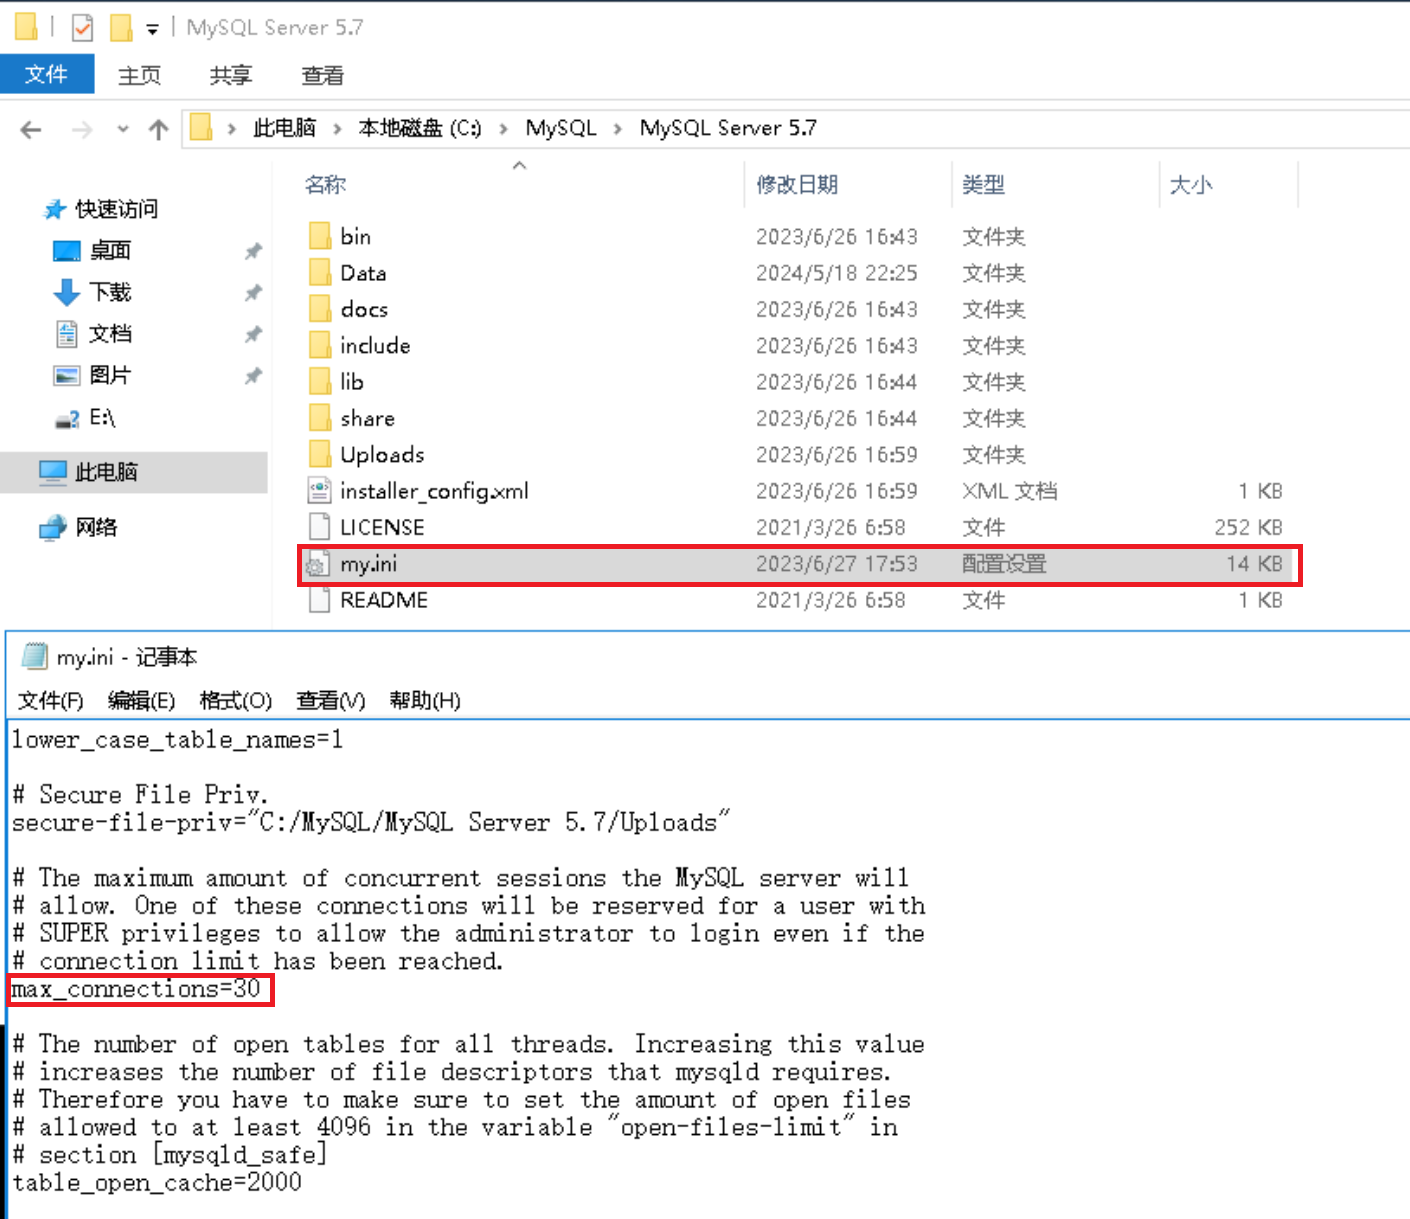 MySQL Server 5.7
文件 主页 共享 查看
此电脑 本地磁盘 (C:) MySQL MySQL Server 5.7
名称 修改日期 类型 大小
快速访问
桌面
下载
文档
图片
E:\
此电脑
网络
bin 2023/6/26 16:43 文件夹
Data 2024/5/18 22:25 文件夹
docs 2023/6/26 16:43 文件夹
include 2023/6/26 16:43 文件夹
lib 2023/6/26 16:44 文件夹
share 2023/6/26 16:44 文件夹
Uploads 2023/6/26 16:59 文件夹
installer_config.xml 2023/6/26 16:59 XML 文档 1 KB
LICENSE 2021/3/26 6:58 文件 252 KB
my.ini 2023/6/27 17:53 配置设置 14 KB
README 2021/3/26 6:58 文件 1 KB
my.ini - 记事本
文件(F) 编辑(E) 格式(O) 查看(V) 帮助(H)
lower_case_table_names=1
# Secure File Priv.
secure-file-priv="C:/MySQL/MySQL Server 5.7/Uploads"
# The maximum amount of concurrent sessions the MySQL server will
# allow. One of these connections will be reserved for a user with
# SUPER privileges to allow the administrator to login even if the
# connection limit has been reached.
max_connections=30
# The number of open tables for all threads. Increasing this value
# increases the number of file descriptors that mysqld requires.
# Therefore you have to make sure to set the amount of open files
# allowed to at least 4096 in the variable "open-files-limit" in
# section [mysqld_safe]
table_open_cache=2000